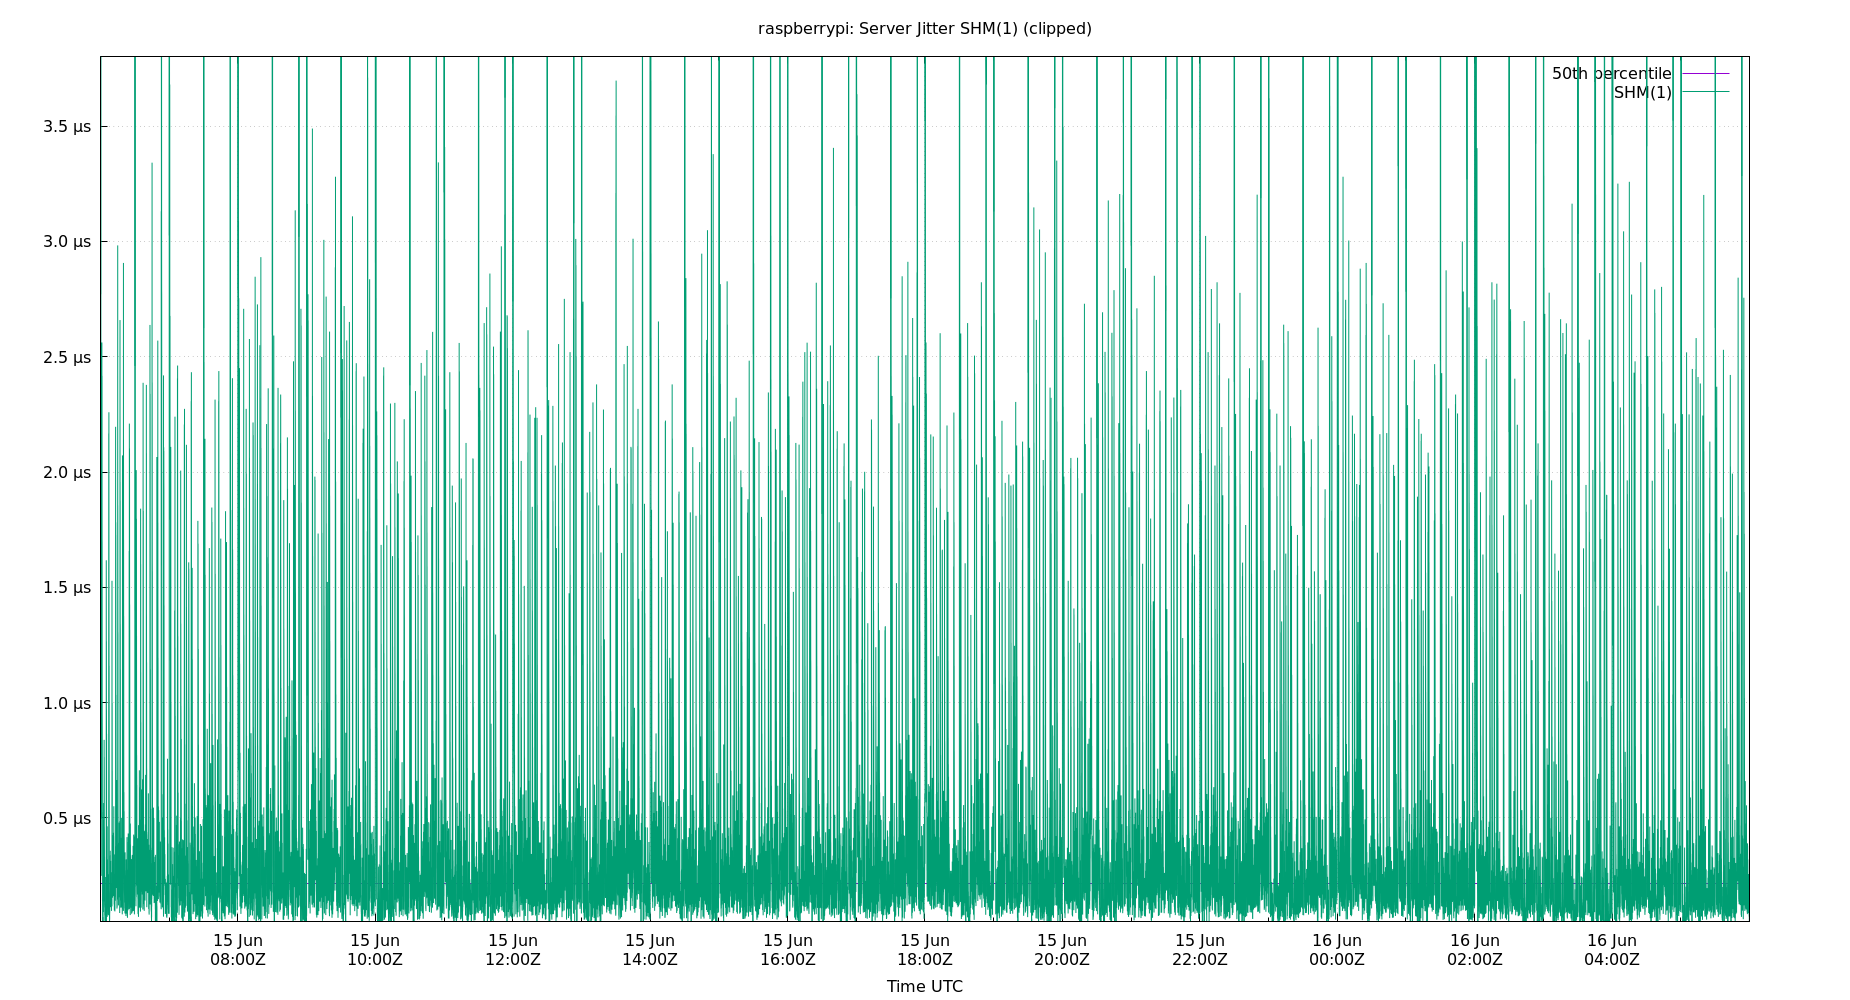 raspberrypi: Server Jitter SHM(1) (clipped)
50th percentile
SHM(1)
3.5 µs
3.0 µs
2.5 µs
2.0 µs
1.5 µs
1.0 µs
0.5 µs
15 Jun 15 Jun 15 Jun 15 Jun 15 Jun 15 Jun 15 Jun 15 Jun 16 Jun 16 Jun 16 Jun
08:00Z 10:00Z 12:00Z 14:00Z 16:00Z 18:00Z 20:00Z 22:00Z 00:00Z 02:00Z 04:00Z
Time UTC